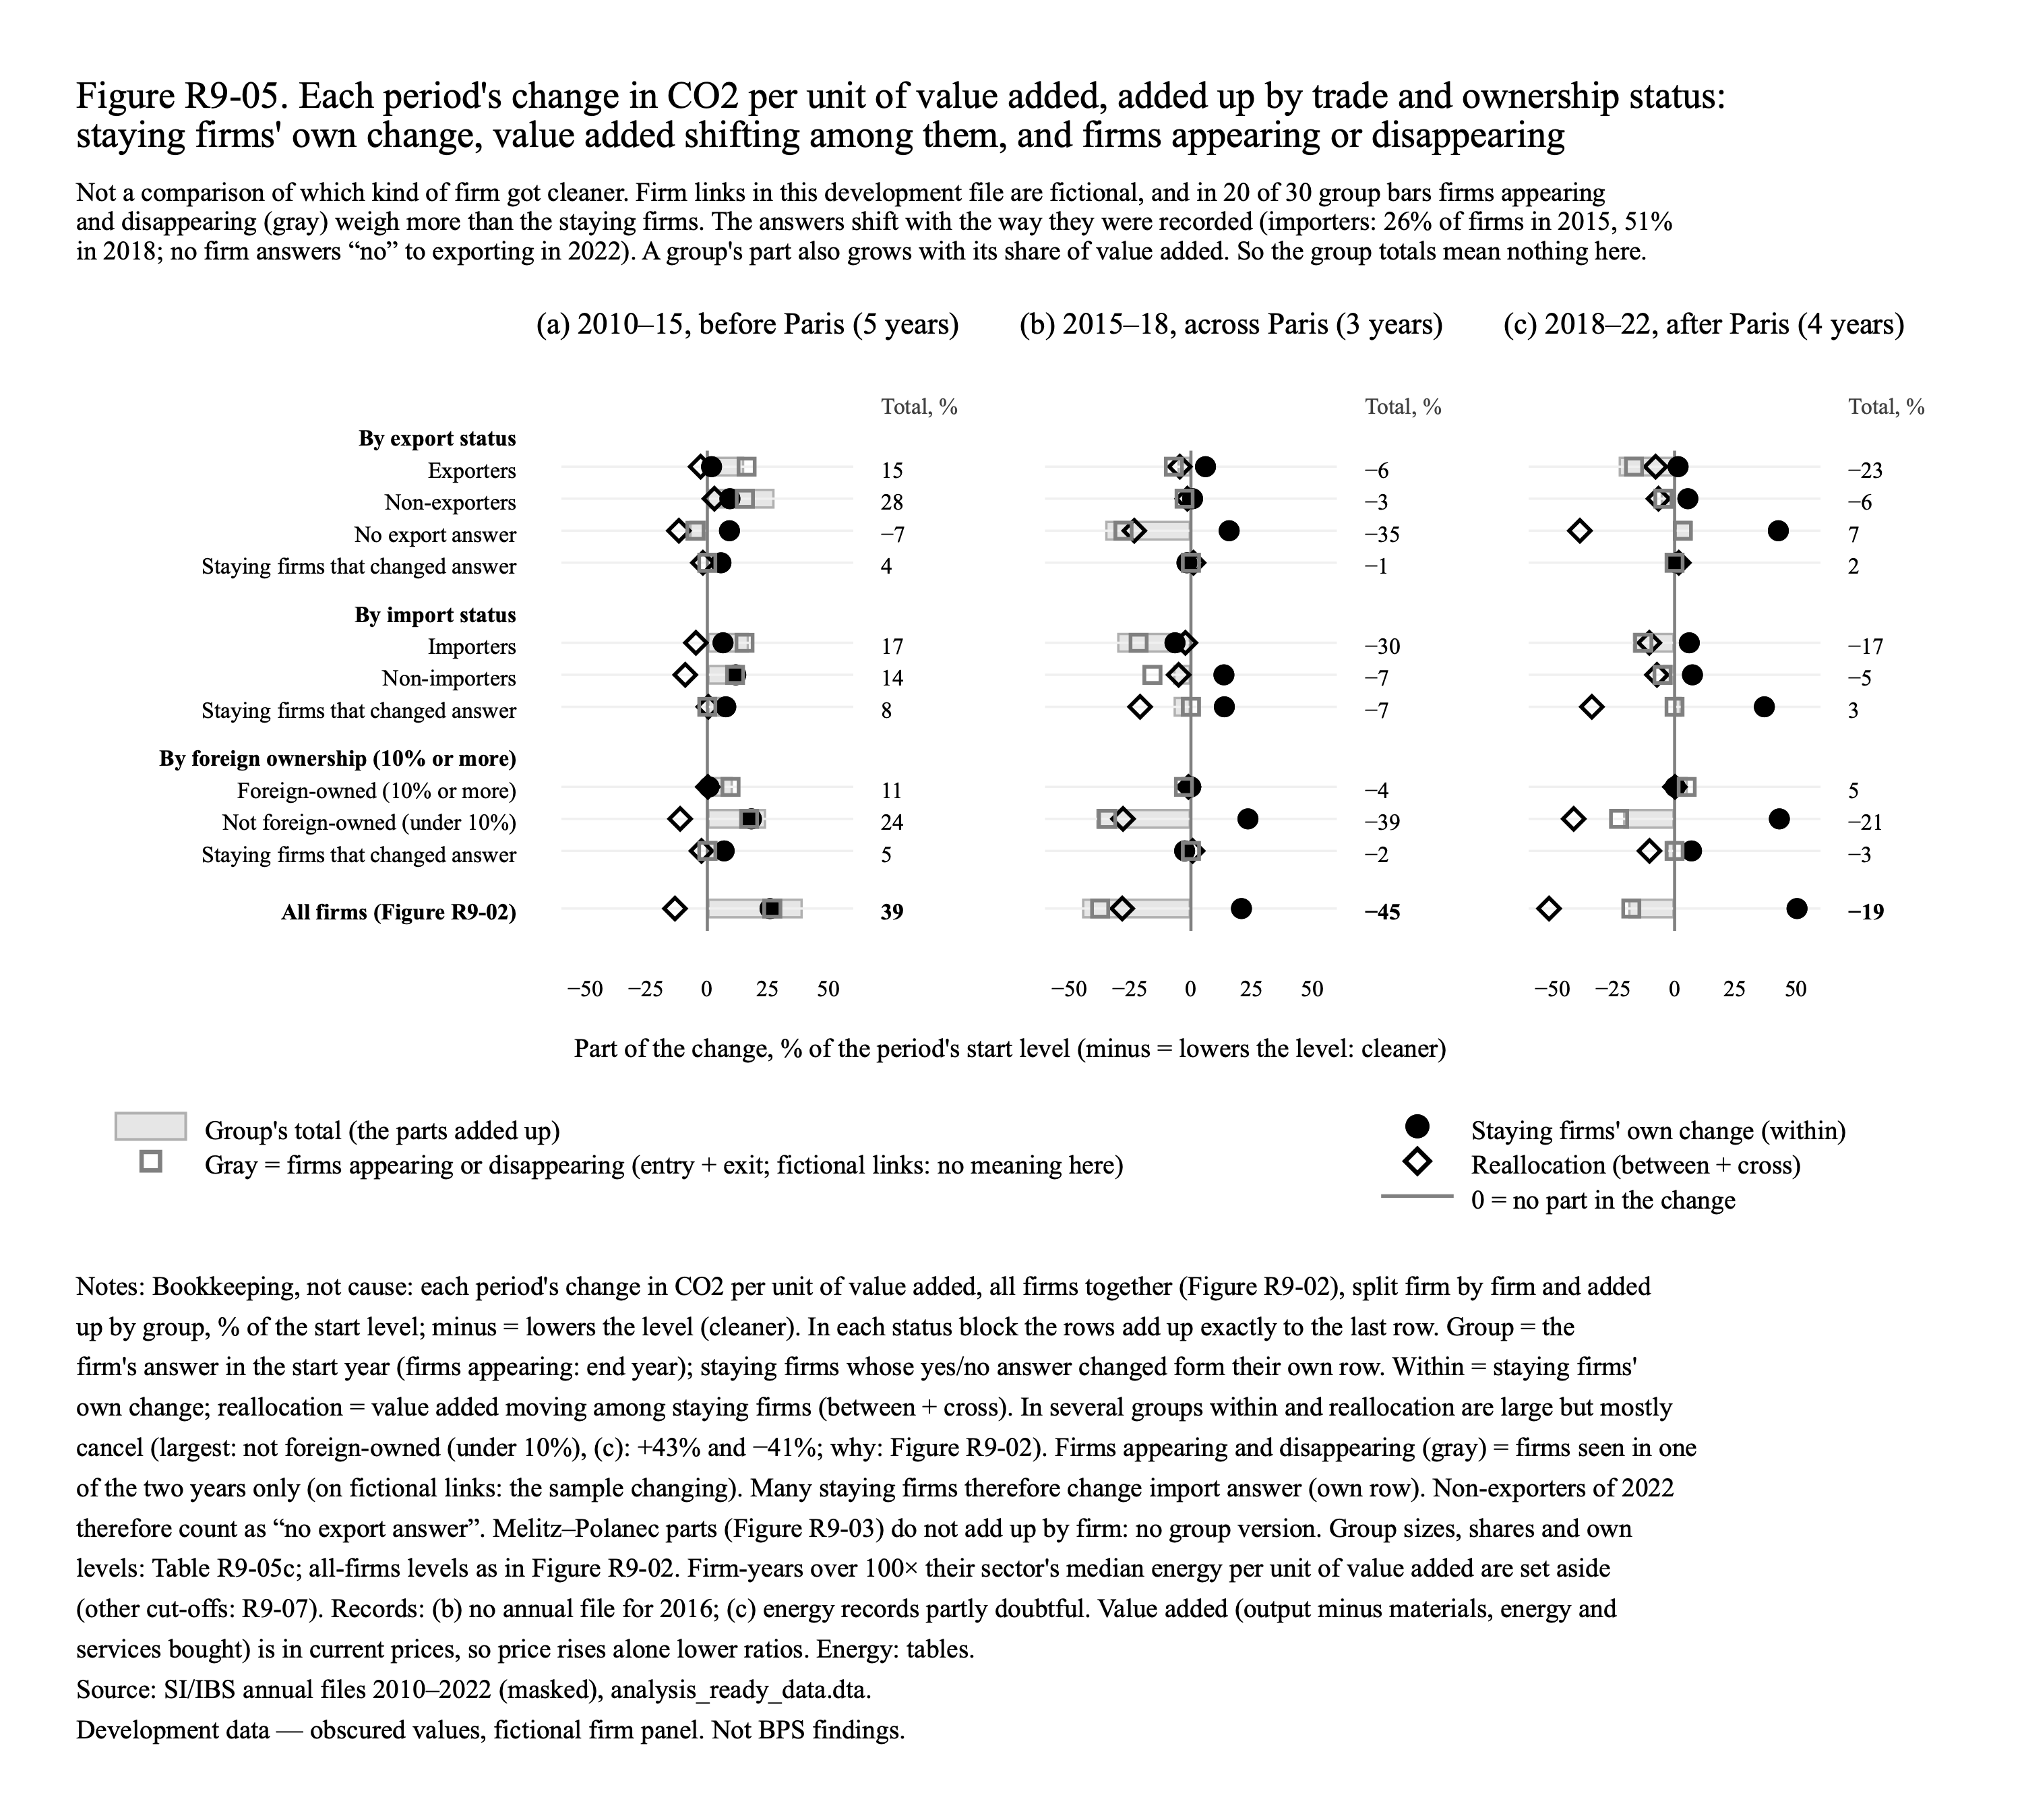 Figure R9-05. Each period's change in CO2 per unit of value added, added up by trade and ownership status:
staying firms' own change, value added shifting among them, and firms appearing or disappearing
Not a comparison of which kind of firm got cleaner. Firm links in this development file are fictional, and in 20 of 30 group bars firms appearing
and disappearing (gray) weigh more than the staying firms. The answers shift with the way they were recorded (importers: 26% of firms in 2015, 51%
in 2018; no firm answers “no” to exporting in 2022). A group's part also grows with its share of value added. So the group totals mean nothing here.
(a) 2010–15, before Paris (5 years) (b) 2015–18, across Paris (3 years) (c) 2018–22, after Paris (4 years)
Total, % Total, % Total, %
By export status
Exporters 15 −6 −23
Non-exporters 28 −3 −6
No export answer −7 −35 7
Staying firms that changed answer 4 −1 2
By import status
Importers 17 −30 −17
Non-importers 14 −7 −5
Staying firms that changed answer 8 −7 3
By foreign ownership (10% or more)
Foreign-owned (10% or more) 11 −4 5
Not foreign-owned (under 10%) 24 −39 −21
Staying firms that changed answer 5 −2 −3
All firms (Figure R9-02) 39 −45 −19
−50 −25 0 25 50 −50 −25 0 25 50 −50 −25 0 25 50
Part of the change, % of the period's start level (minus = lowers the level: cleaner)
Group's total (the parts added up) Staying firms' own change (within)
Gray = firms appearing or disappearing (entry + exit; fictional links: no meaning here) Reallocation (between + cross)
0 = no part in the change
Notes: Bookkeeping, not cause: each period's change in CO2 per unit of value added, all firms together (Figure R9-02), split firm by firm and added
up by group, % of the start level; minus = lowers the level (cleaner). In each status block the rows add up exactly to the last row. Group = the
firm's answer in the start year (firms appearing: end year); staying firms whose yes/no answer changed form their own row. Within = staying firms'
own change; reallocation = value added moving among staying firms (between + cross). In several groups within and reallocation are large but mostly
cancel (largest: not foreign-owned (under 10%), (c): +43% and −41%; why: Figure R9-02). Firms appearing and disappearing (gray) = firms seen in one
of the two years only (on fictional links: the sample changing). Many staying firms therefore change import answer (own row). Non-exporters of 2022
therefore count as “no export answer”. Melitz–Polanec parts (Figure R9-03) do not add up by firm: no group version. Group sizes, shares and own
levels: Table R9-05c; all-firms levels as in Figure R9-02. Firm-years over 100× their sector's median energy per unit of value added are set aside
(other cut-offs: R9-07). Records: (b) no annual file for 2016; (c) energy records partly doubtful. Value added (output minus materials, energy and
services bought) is in current prices, so price rises alone lower ratios. Energy: tables.
Source: SI/IBS annual files 2010–2022 (masked), analysis_ready_data.dta.
Development data — obscured values, fictional firm panel. Not BPS findings.